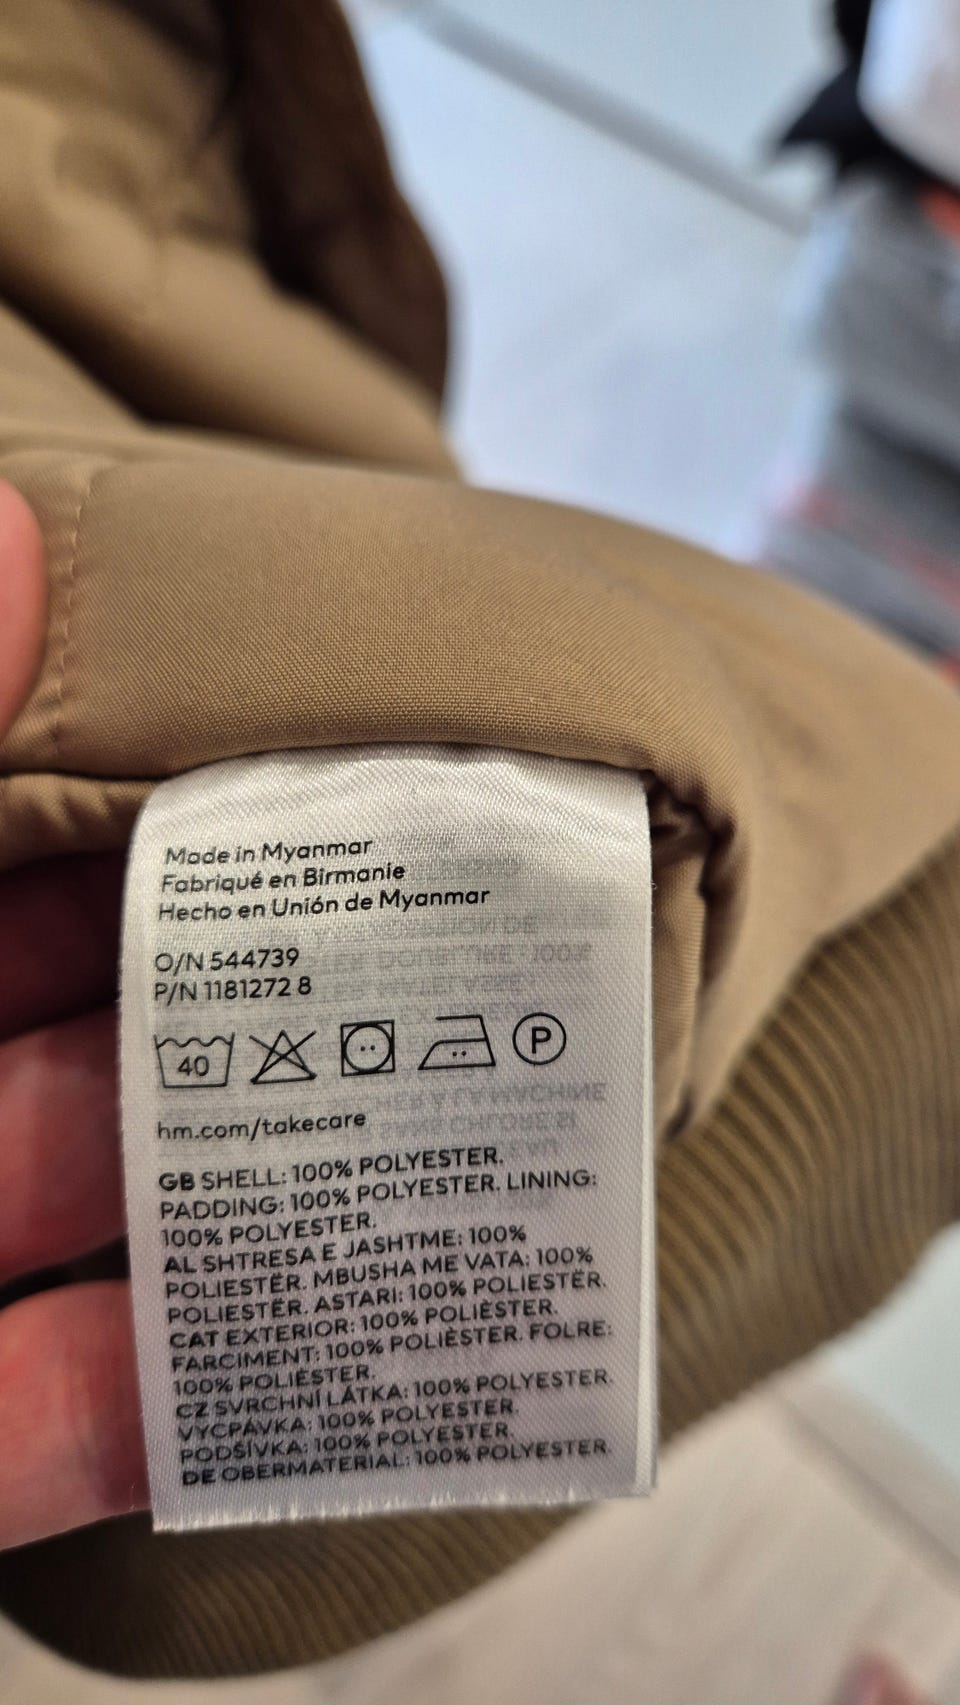 Made in Myanmar
Fabriqué en Birmanie
Hecho en Unión de Myanmar
O/N 544739
P/N 1181272 8
40 P
hm.com/takecare
GB SHELL: 100% POLYESTER.
PADDING: 100% POLYESTER. LINING:
100% POLYESTER.
AL SHTRESA E JASHTME: 100%
POLIESTËR. MBUSHA ME VATA: 100%
POLIESTËR. ASTARI: 100% POLIESTËR.
CAT EXTERIOR: 100% POLIÈSTER.
FARCIMENT: 100% POLIÈSTER. FOLRE:
100% POLIÈSTER.
CZ SVRCHNÍ LÁTKA: 100% POLYESTER.
VÝCPÁVKA: 100% POLYESTER.
PODŠÍVKA: 100% POLYESTER.
DE OBERMATERIAL: 100% POLYESTER.